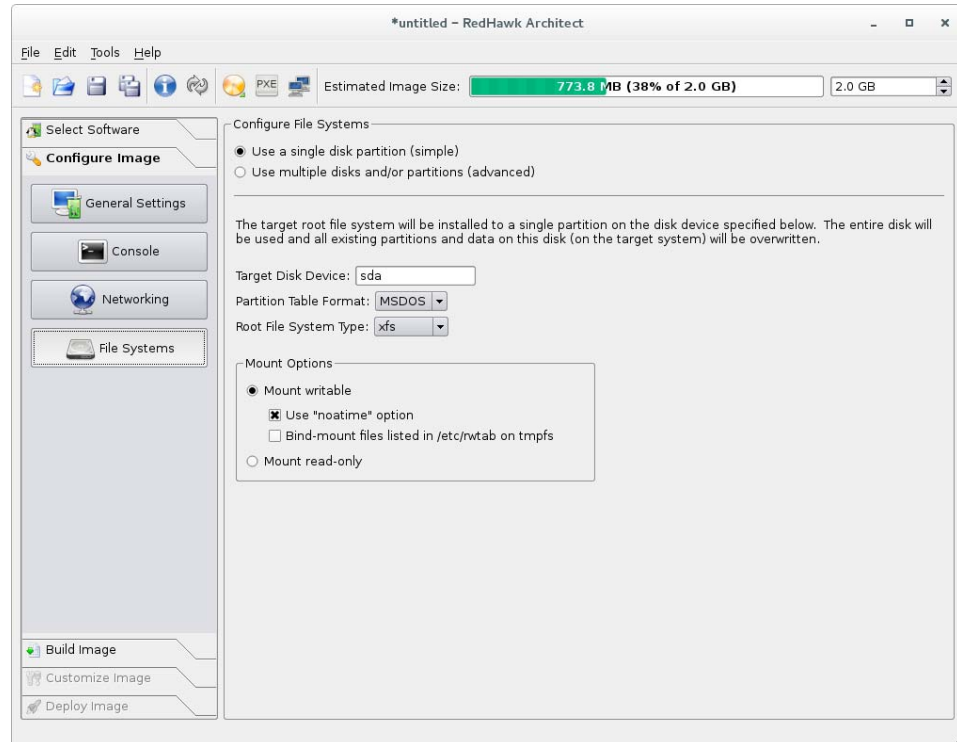 *untitled – RedHawk Architect
File Edit Tools Help
PXE
Estimated Image Size:
773.8 MB (38% of 2.0 GB)
2.0 GB
Select Software
Configure Image
General Settings
Console
Networking
File Systems
Build Image
Customize Image
Deploy Image
Configure File Systems
Use a single disk partition (simple)
Use multiple disks and/or partitions (advanced)
The target root file system will be installed to a single partition on the disk device specified below. The entire disk will
be used and all existing partitions and data on this disk (on the target system) will be overwritten.
Target Disk Device: sda
Partition Table Format: MSDOS
Root File System Type: xfs
Mount Options
Mount writable
Use "noatime" option
Bind-mount files listed in /etc/rwtab on tmpfs
Mount read-only